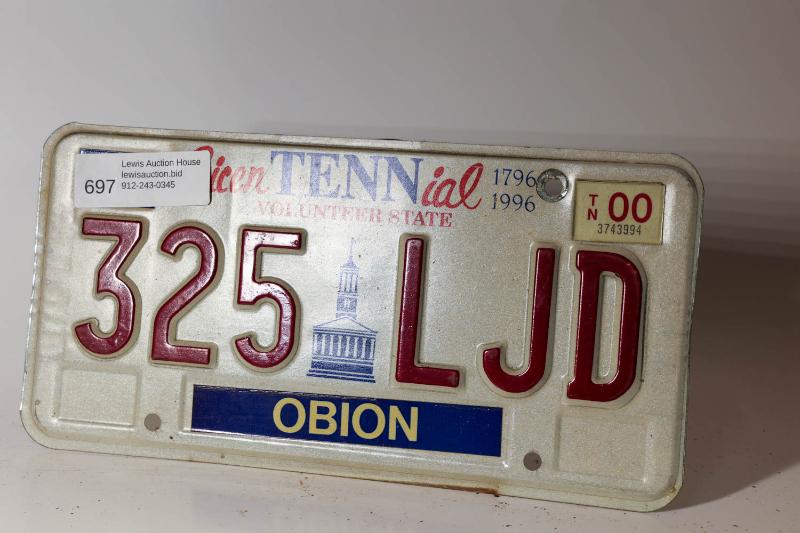 697
Lewis Auction House
lewisauction.bid
912-243-0345
icenTENNial
1796
1996
VOLUNTEER STATE
TN 00
3743994
325 LJD
OBION